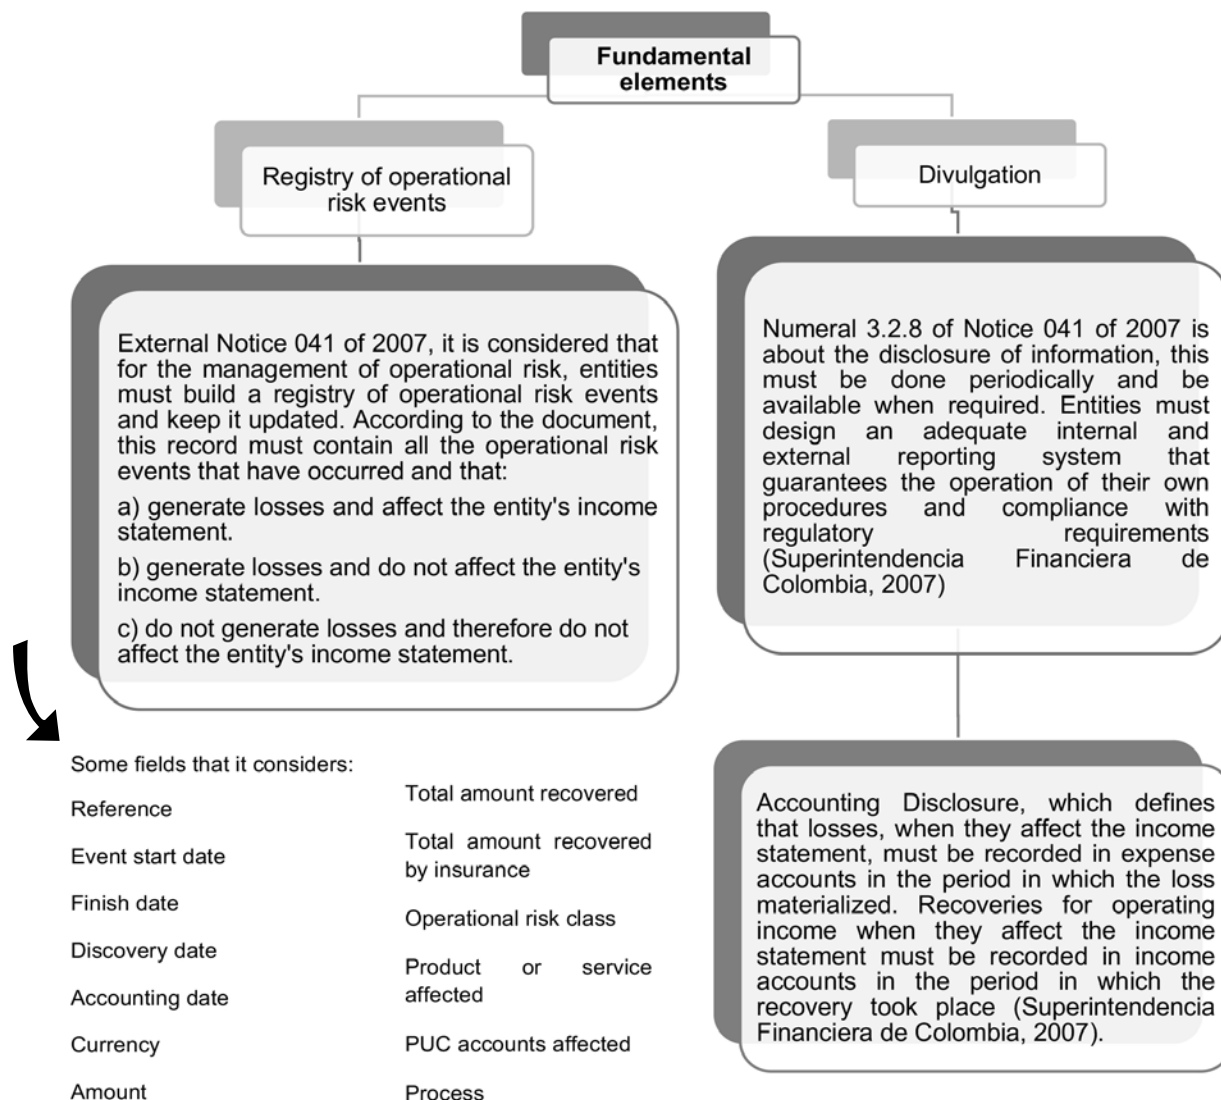 Fundamental
elements
Registry of operational
risk events
External Notice 041 of 2007, it is considered that
for the management of operational risk, entities
must build a registry of operational risk events
and keep it updated. According to the document,
this record must contain all the operational risk
events that have occurred and that:
a) generate losses and affect the entity's income
statement.
b) generate losses and do not affect the entity's
income statement.
c) do not generate losses and therefore do not
affect the entity's income statement.
Some fields that it considers:
Reference
Event start date
Finish date
Discovery date
Accounting date
Currency
Amount
Total amount recovered
Total amount recovered
by insurance
Operational risk class
Product or service
affected
PUC accounts affected
Process
Divulgation
Numeral 3.2.8 of Notice 041 of 2007 is
about the disclosure of information, this
must be done periodically and be
available when required. Entities must
design an adequate internal and
external reporting system that
guarantees the operation of their own
procedures and compliance with
regulatory requirements
(Superintendencia Financiera de
Colombia, 2007)
Accounting Disclosure, which defines
that losses, when they affect the income
statement, must be recorded in expense
accounts in the period in which the loss
materialized. Recoveries for operating
income when they affect the income
statement must be recorded in income
accounts in the period in which the
recovery took place (Superintendencia
Financiera de Colombia, 2007).